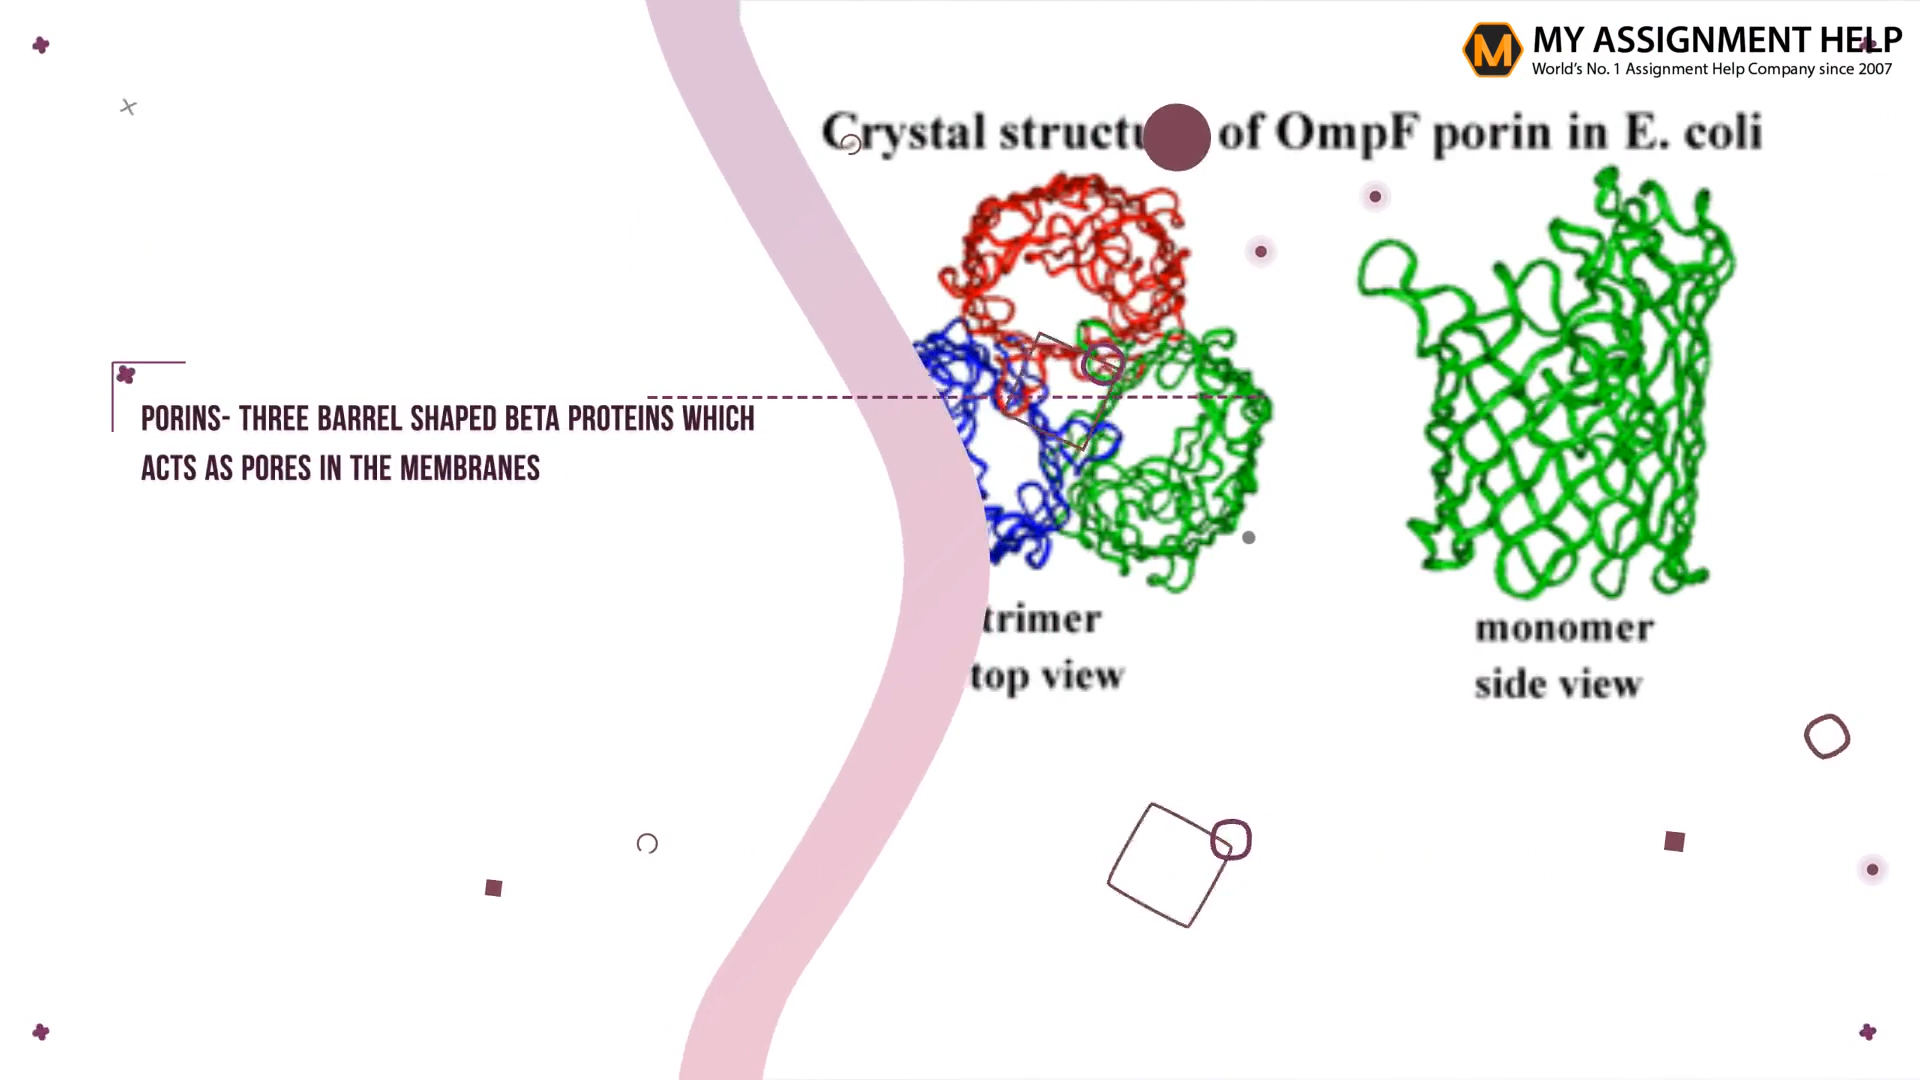 MY ASSIGNMENT HELP
World's No. 1 Assignment Help Company since 2007
Crystal of OmpF porin in E. coli
PORINS- THREE BARREL SHAPED BETA PROTEINS WHICH
ACTS AS PORES IN THE MEMBRANES
trimer
top view
monomer
side view